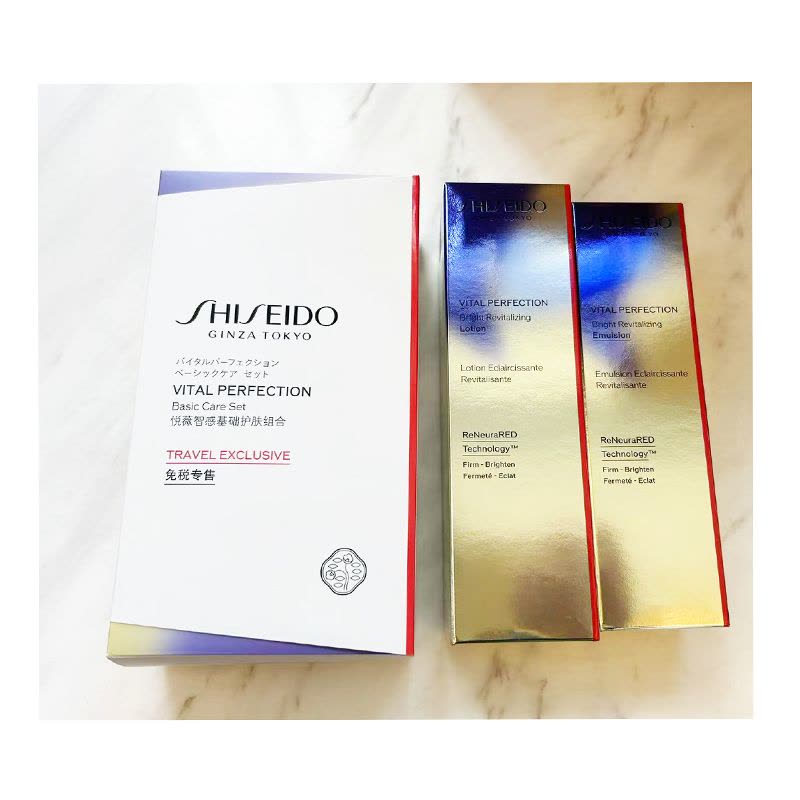 SHISEIDO
GINZA TOKYO
バイタルパーフェクション
ベーシックケア セット
VITAL PERFECTION
Basic Care Set
悦薇智感基础护肤组合
TRAVEL EXCLUSIVE
免税专售
SHISEIDO
GINZA TOKYO
VITAL PERFECTION
Bright Revitalizing
Lotion
Lotion Eclaircissante
Revitalisante
ReNeuraRED
Technology™
Firm - Brighten
Fermeté - Eclat
SHISEIDO
GINZA TOKYO
VITAL PERFECTION
Bright Revitalizing
Emulsion
Emulsion Eclaircissante
Revitalisante
ReNeuraRED
Technology™
Firm - Brighten
Fermeté - Eclat